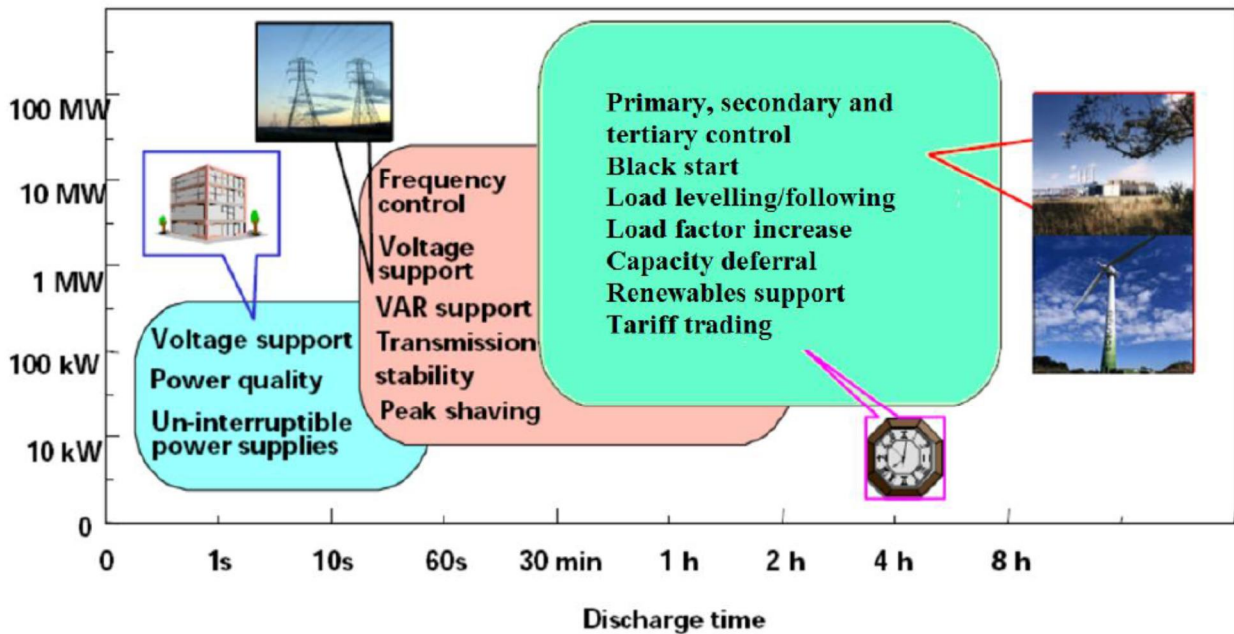 100 MW
10 MW
1 MW
100 kW
10 kW
0
Voltage support
Power quality
Un-interruptible
power supplies
Frequency
control
Voltage
support
VAR support
Transmission
stability
Peak shaving
Primary, secondary and
tertiary control
Black start
Load levelling/following
Load factor increase
Capacity deferral
Renewables support
Tariff trading
0 1s 10s 60s 30 min 1 h 2 h 4 h 8 h
Discharge time